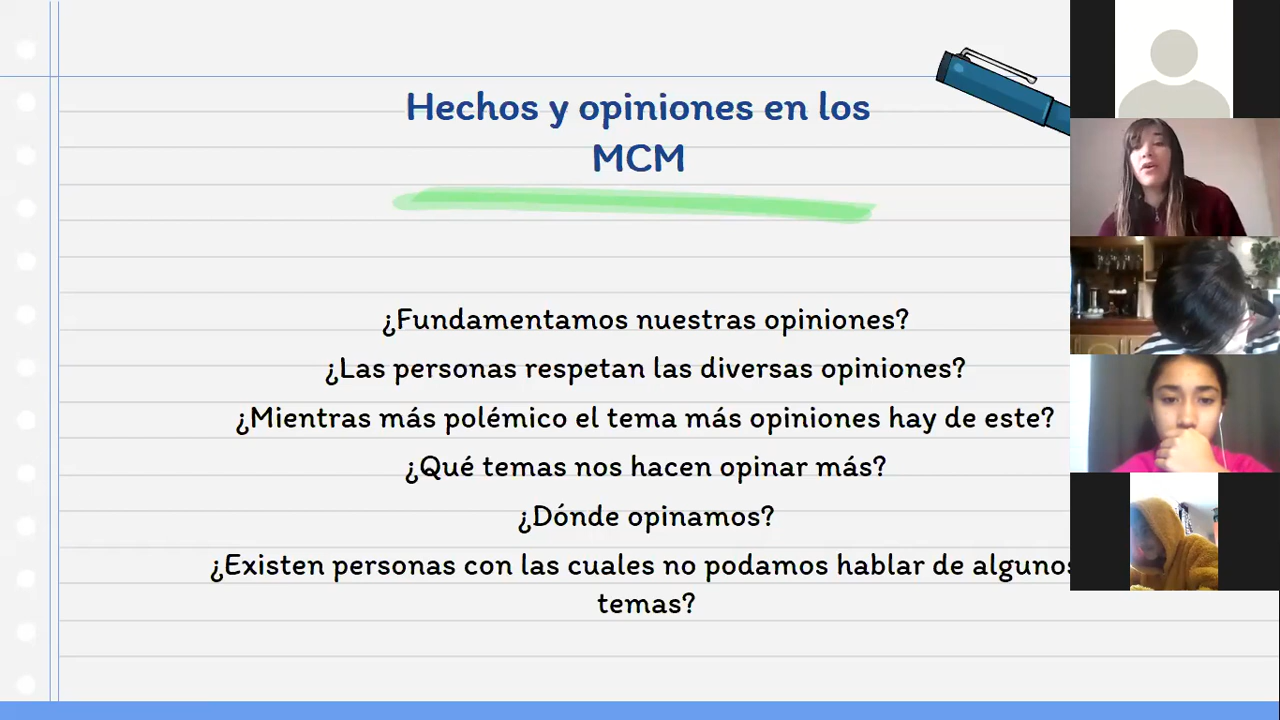 Hechos y opiniones en los
MCM
¿Fundamentamos nuestras opiniones?
¿Las personas respetan las diversas opiniones?
¿Mientras más polémico el tema más opiniones hay de este?
¿Qué temas nos hacen opinar más?
¿Dónde opinamos?
¿Existen personas con las cuales no podamos hablar de algunos
temas?